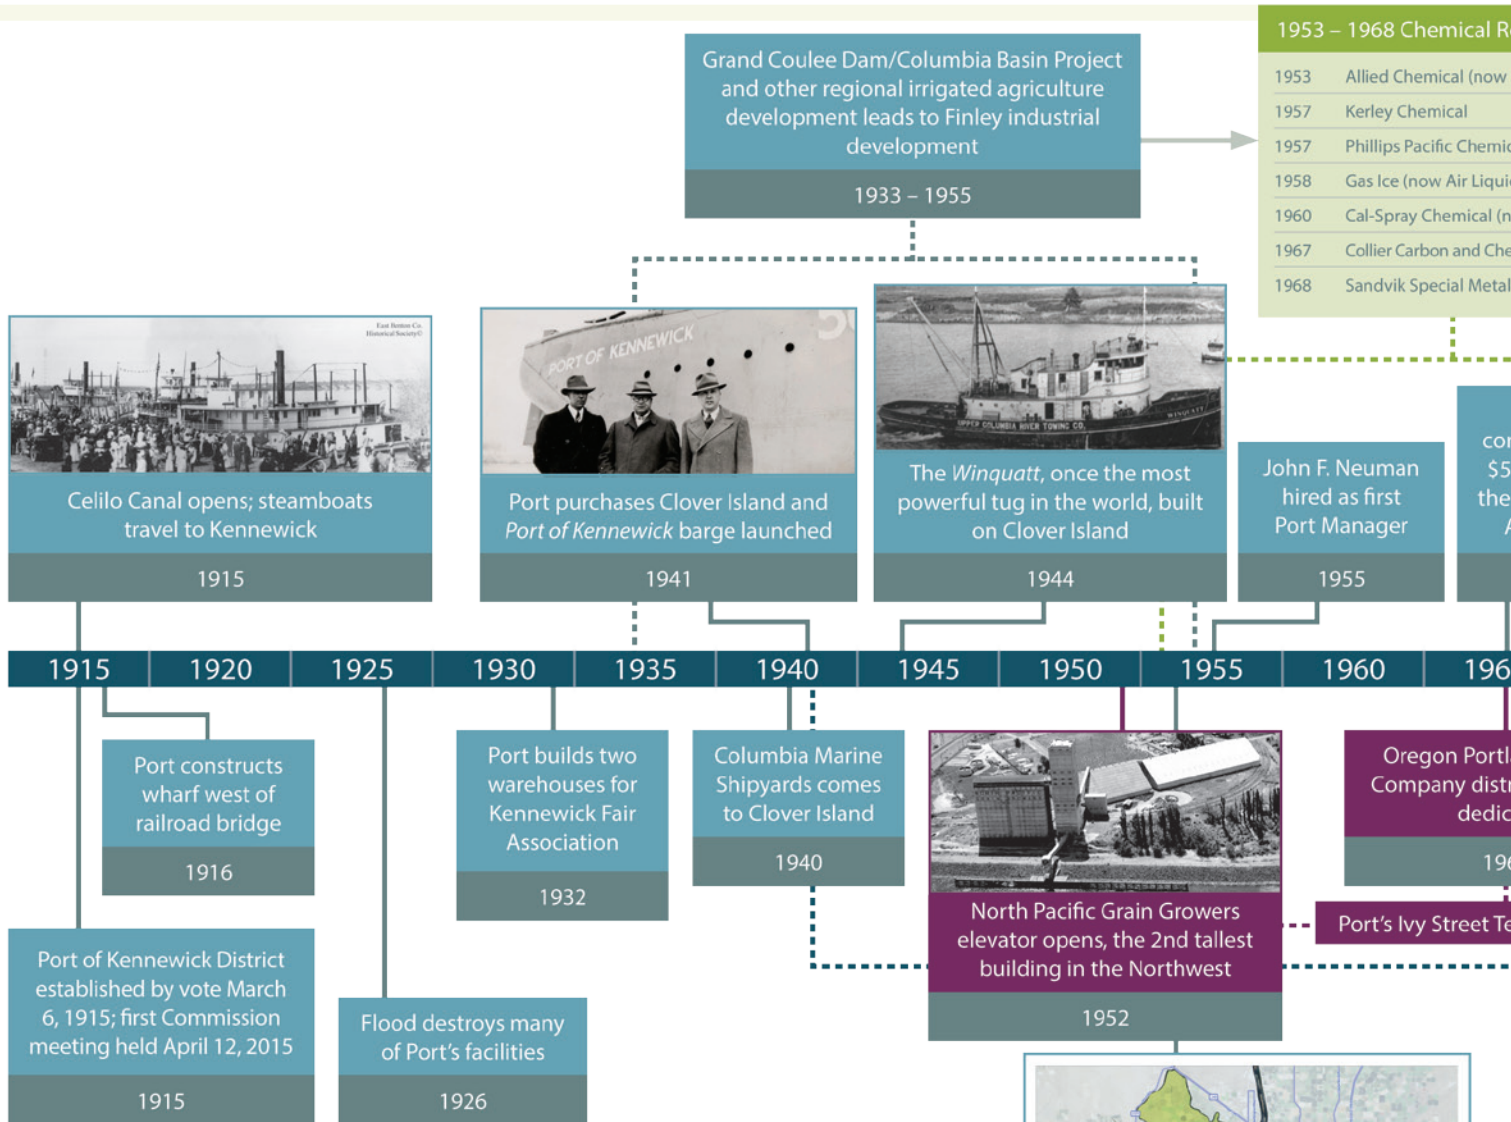 1953 – 1968 Chemical
1953 Allied Chemical (now
1957 Kerley Chemical
1957 Phillips Pacific
1958 Gas Ice (now Air
1960 Cal-Spray Chemical
1967 Collier Carbon and
1968 Sandvik Special
Grand Coulee Dam/Columbia Basin Project
and other regional irrigated agriculture
development leads to Finley industrial
development
1933 – 1955
East Benton Co.
Historical Society©
Celilo Canal opens; steamboats
travel to Kennewick
1915
PORT OF KENNEWICK
Port purchases Clover Island and
Port of Kennewick barge launched
1941
WINQUATT
UPPER COLUMBIA RIVER TOWING CO.
The Winquatt, once the most
powerful tug in the world, built
on Clover Island
1944
John F. Neuman
hired as first
Port Manager
1955
the
1915 1920 1925 1930 1935 1940 1945 1950 1955 1960
Port constructs
wharf west of
railroad bridge
1916
Port builds two
warehouses for
Kennewick Fair
Association
1932
Columbia Marine
Shipyards comes
to Clover Island
1940
North Pacific Grain Growers
elevator opens, the 2nd tallest
building in the Northwest
1952
Oregon
Company
Port's Ivy Street
Port of Kennewick District
established by vote March
6, 1915; first Commission
meeting held April 12, 2015
1915
Flood destroys many
of Port's facilities
1926